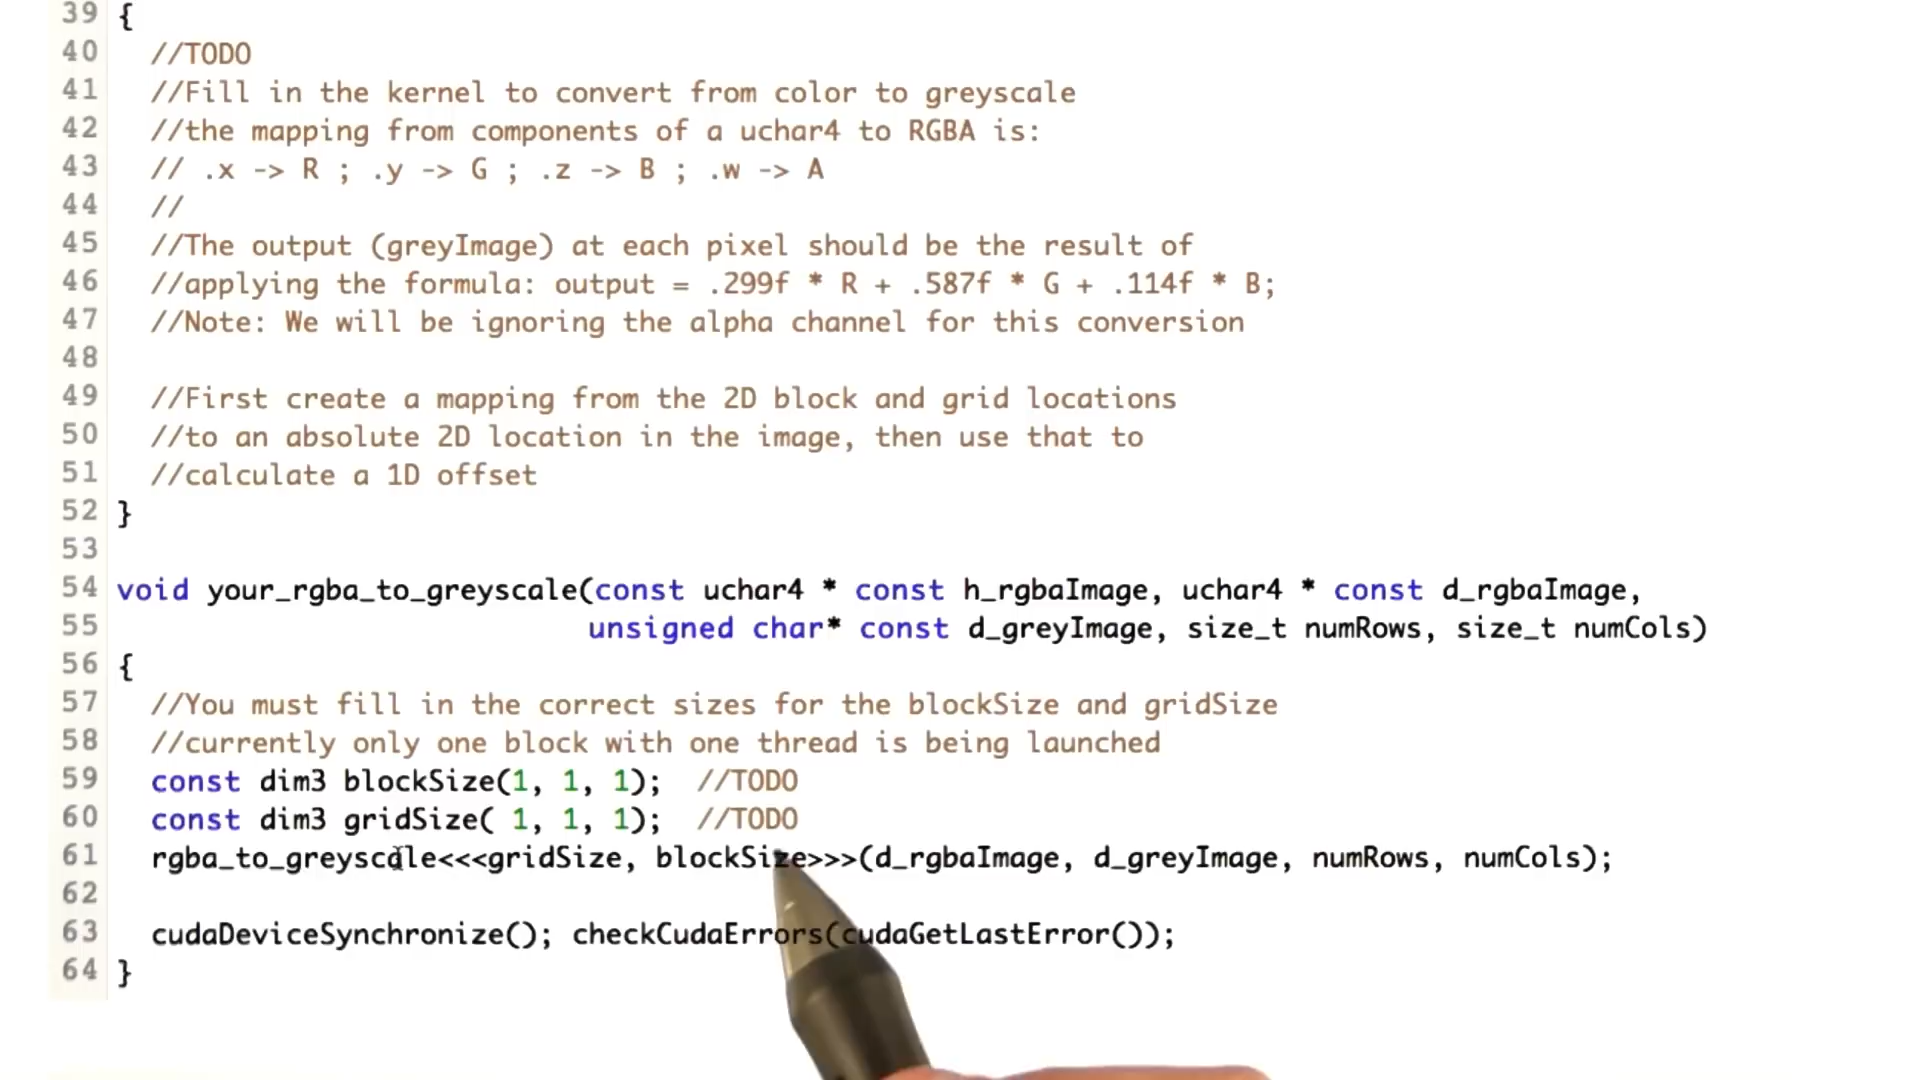 39 {
40 //TODO
41 //Fill in the kernel to convert from color to greyscale
42 //the mapping from components of a uchar4 to RGBA is:
43 // .x -> R ; .y -> G ; .z -> B ; .w -> A
44 //
45 //The output (greyImage) at each pixel should be the result of
46 //applying the formula: output = .299f * R + .587f * G + .114f * B;
47 //Note: We will be ignoring the alpha channel for this conversion
48
49 //First create a mapping from the 2D block and grid locations
50 //to an absolute 2D location in the image, then use that to
51 //calculate a 1D offset
52 }
53
54 void your_rgba_to_greyscale(const uchar4 * const h_rgbaImage, uchar4 * const d_rgbaImage,
55 unsigned char* const d_greyImage, size_t numRows, size_t numCols)
56 {
57 //You must fill in the correct sizes for the blockSize and gridSize
58 //currently only one block with one thread is being launched
59 const dim3 blockSize(1, 1, 1); //TODO
60 const dim3 gridSize( 1, 1, 1); //TODO
61 rgba_to_greyscale<<<gridSize, blockSize>>>(d_rgbaImage, d_greyImage, numRows, numCols);
62
63 cudaDeviceSynchronize(); checkCudaErrors(cudaGetLastError());
64 }